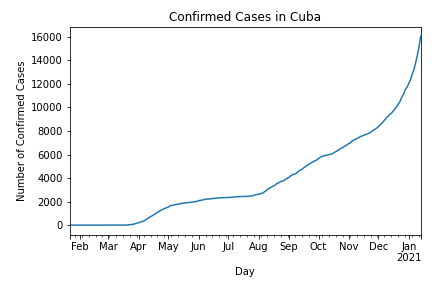 Confirmed Cases in Cuba
Number of Confirmed Cases
16000
14000
12000
10000
8000
6000
4000
2000
0
Feb Mar Apr May Jun Jul Aug Sep Oct Nov Dec Jan
2021
Day